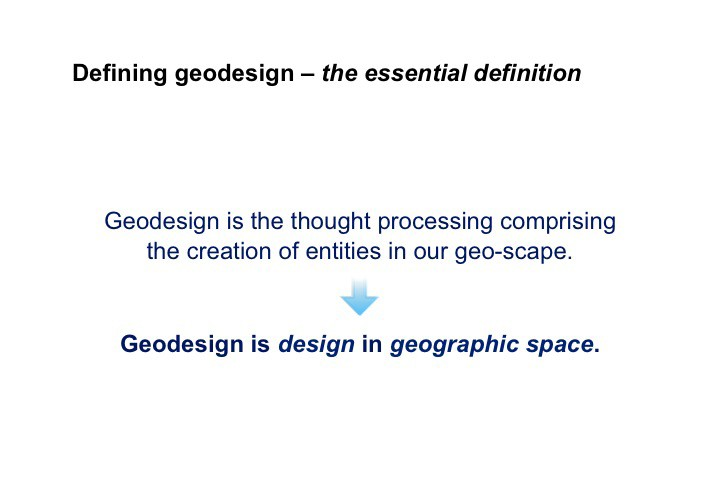 Defining geodesign – the essential definition
Geodesign is the thought processing comprising
the creation of entities in our geo-scape.
Geodesign is design in geographic space.